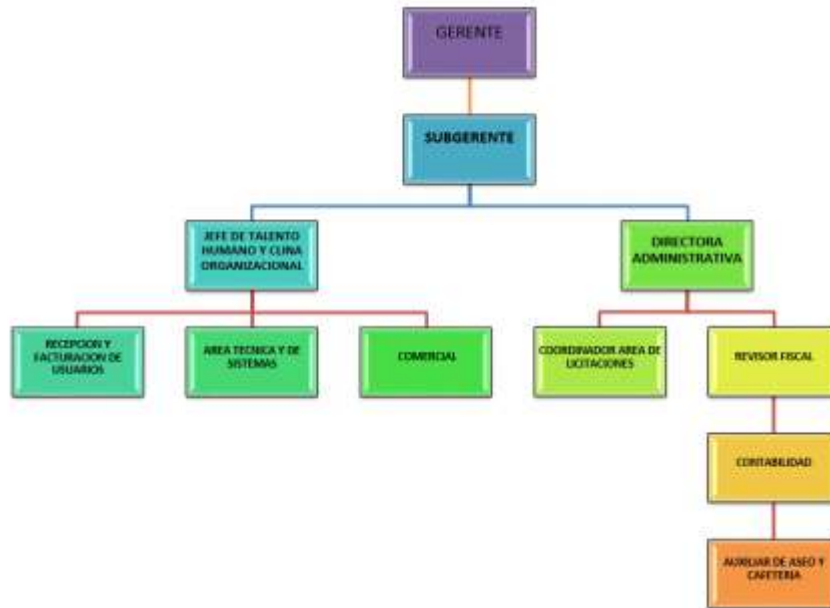 GERENTE
SUBGERENTE
JEFE DE TALENTO
HUMANO Y CLINA
ORGANIZACIONAL
DIRECTORA
ADMINISTRATIVA
RECEPCION Y
FACTURACION DE
USUARIOS
AREA TECNICA Y DE
SISTEMAS
COMERCIAL
COORDINADOR AREA DE
LICITACIONES
REVISOR FISCAL
CONTABILIDAD
AUXILIAR DE ASEO Y
CAFETERIA